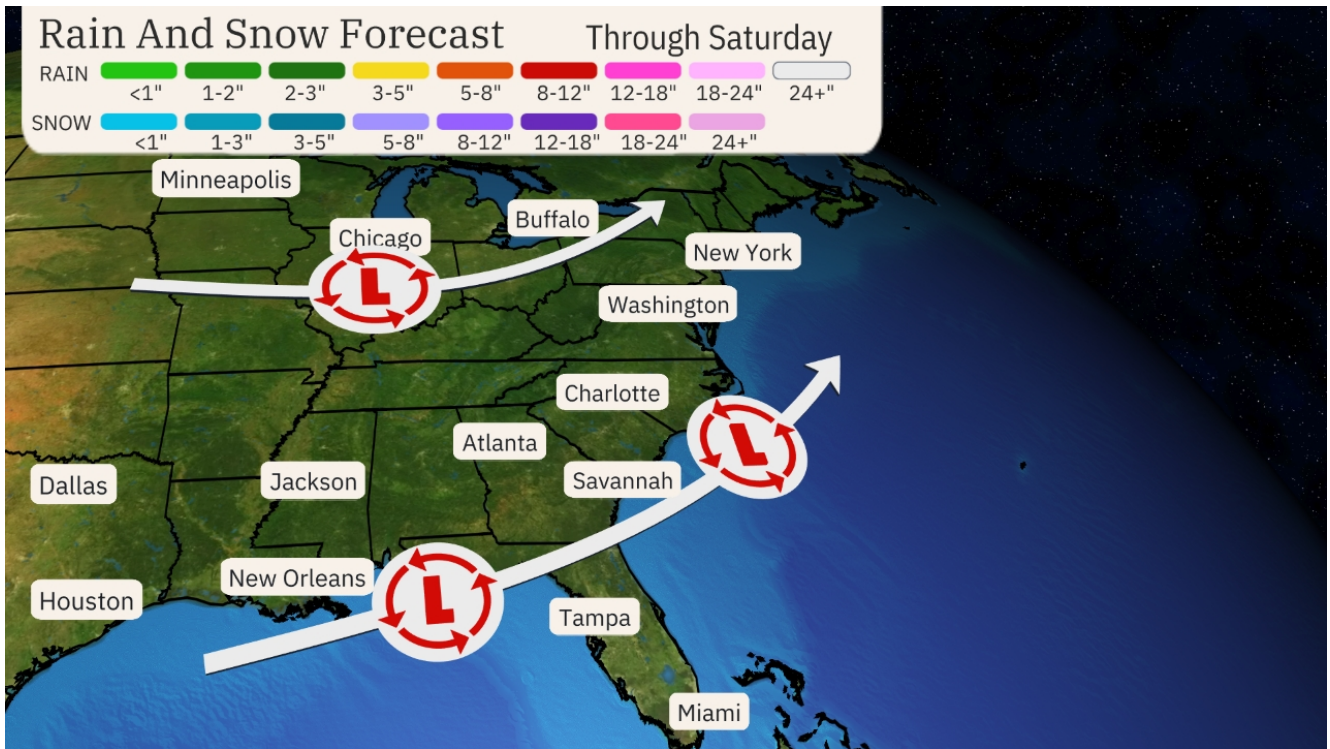 Rain And Snow Forecast Through Saturday
RAIN
<1" 1-2" 2-3" 3-5" 5-8" 8-12" 12-18" 18-24" 24+"
SNOW
<1" 1-3" 3-5" 5-8" 8-12" 12-18" 18-24" 24+"
Minneapolis
Buffalo
Chicago
New York
L
Washington
Charlotte
Atlanta
L
Savannah
Jackson
Dallas
New Orleans
L
Houston
Tampa
Miami